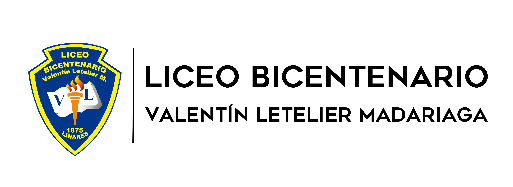 LICEO
BICENTENARIO
Valentín Letelier M.
V L
1875
LINARES
LICEO BICENTENARIO
VALENTÍN LETELIER MADARIAGA